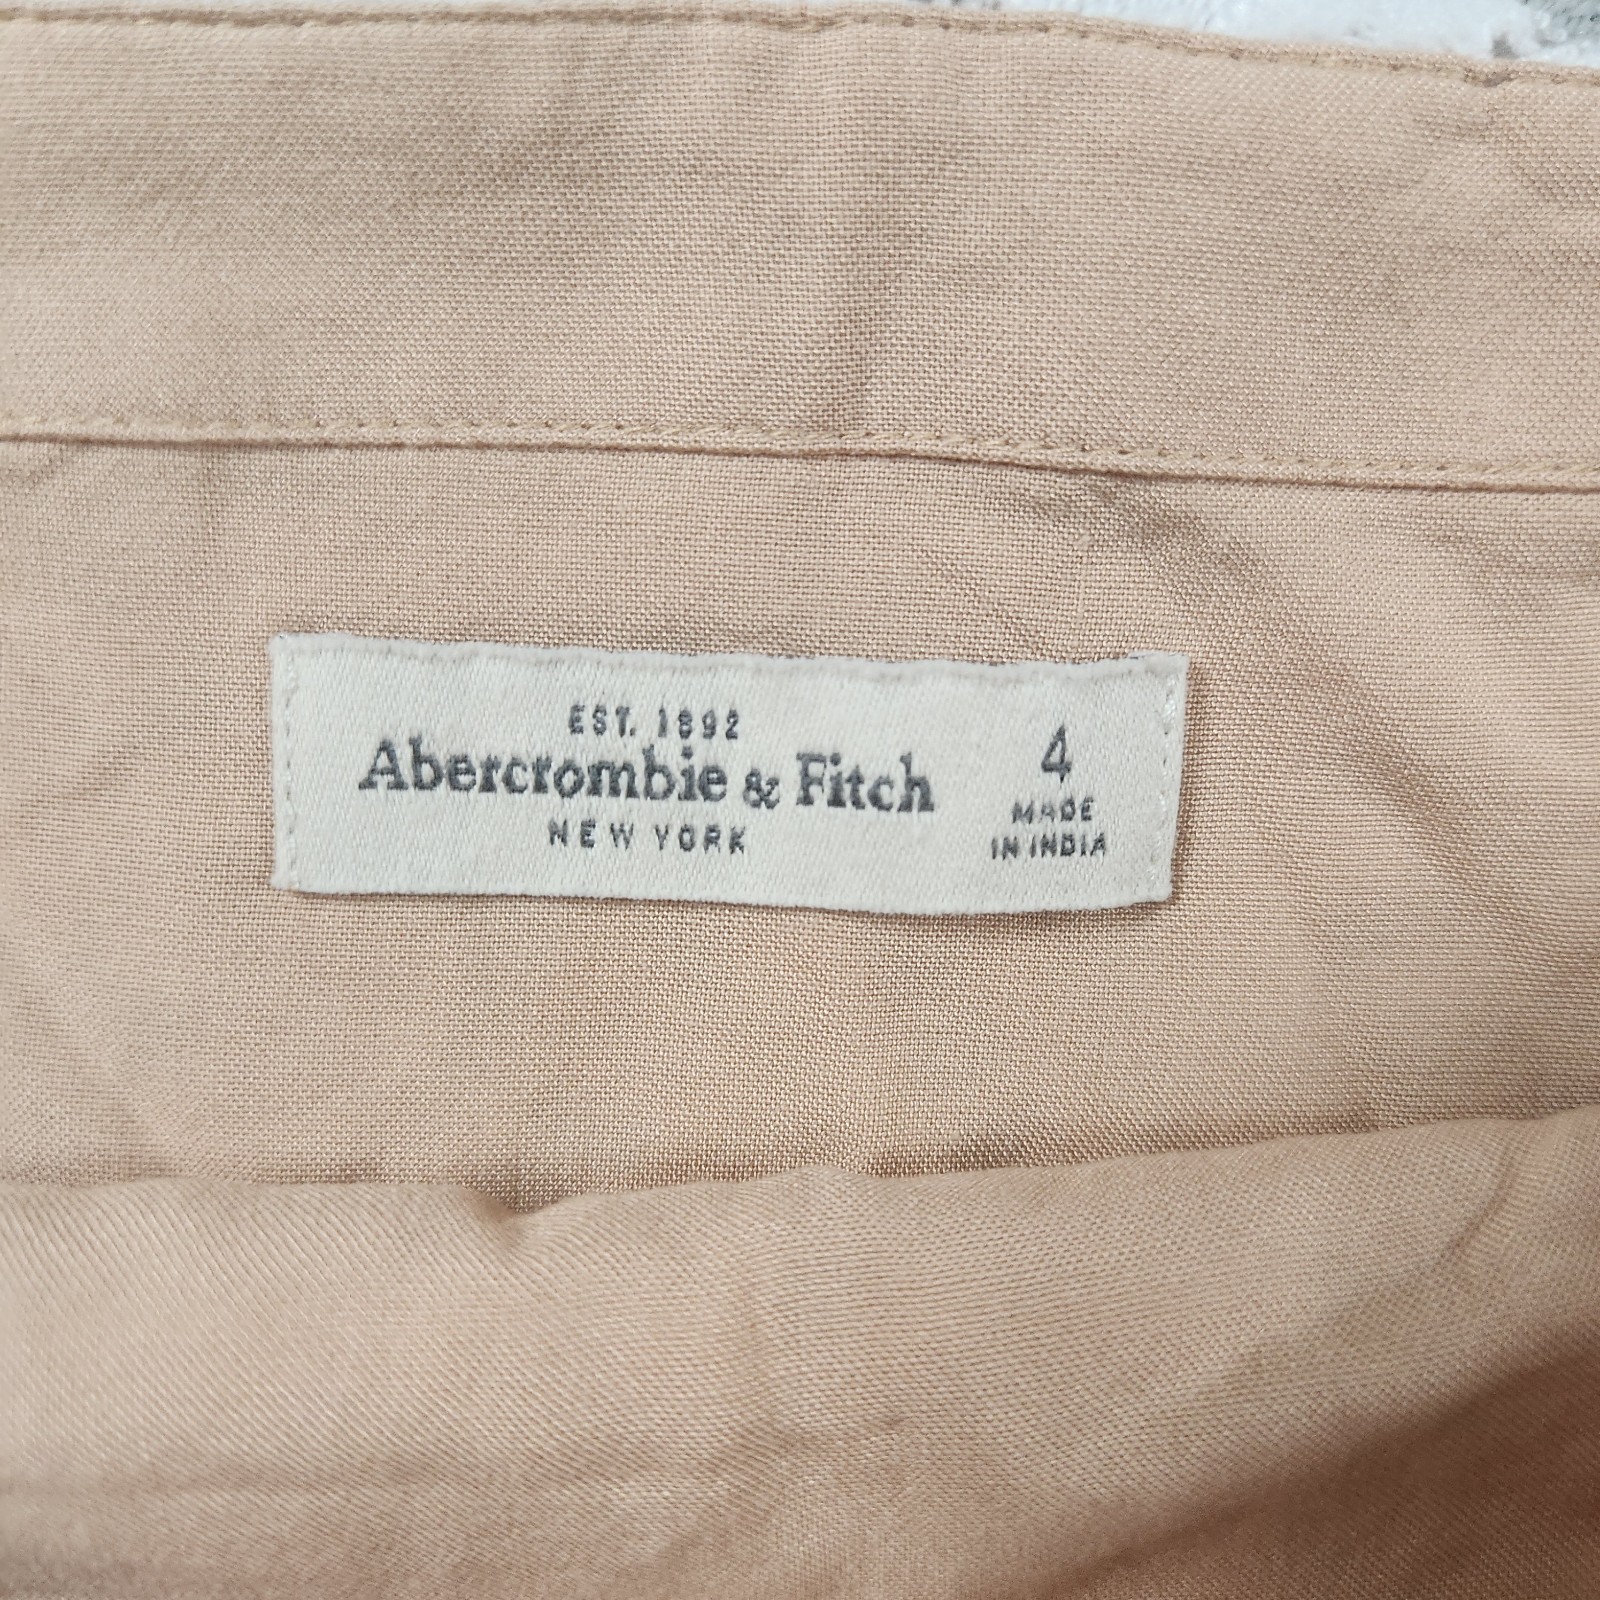 EST. 1892
Abercrombie & Fitch
NEW YORK
4
MADE
IN INDIA